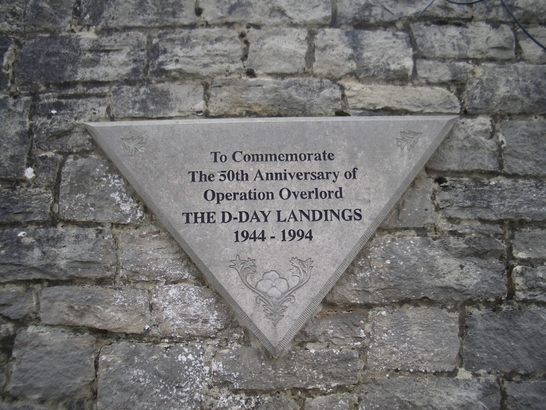 To Commemorate
The 50th Anniversary of
Operation Overlord
THE D-DAY LANDINGS
1944 - 1994